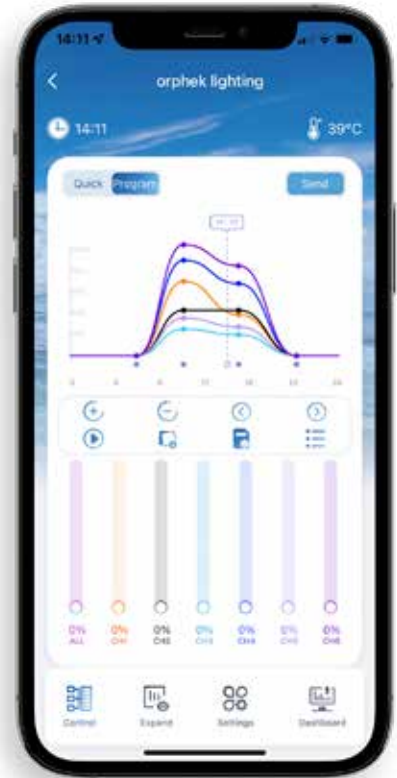 14:11
orphek lighting
14:11 39°C
Quick Program Send
0% 0% 0% 0% 0% 0% 0%
ALL CH1 CH2 CH3 CH4 CH5 CH6
Control Expand Settings Dashboard